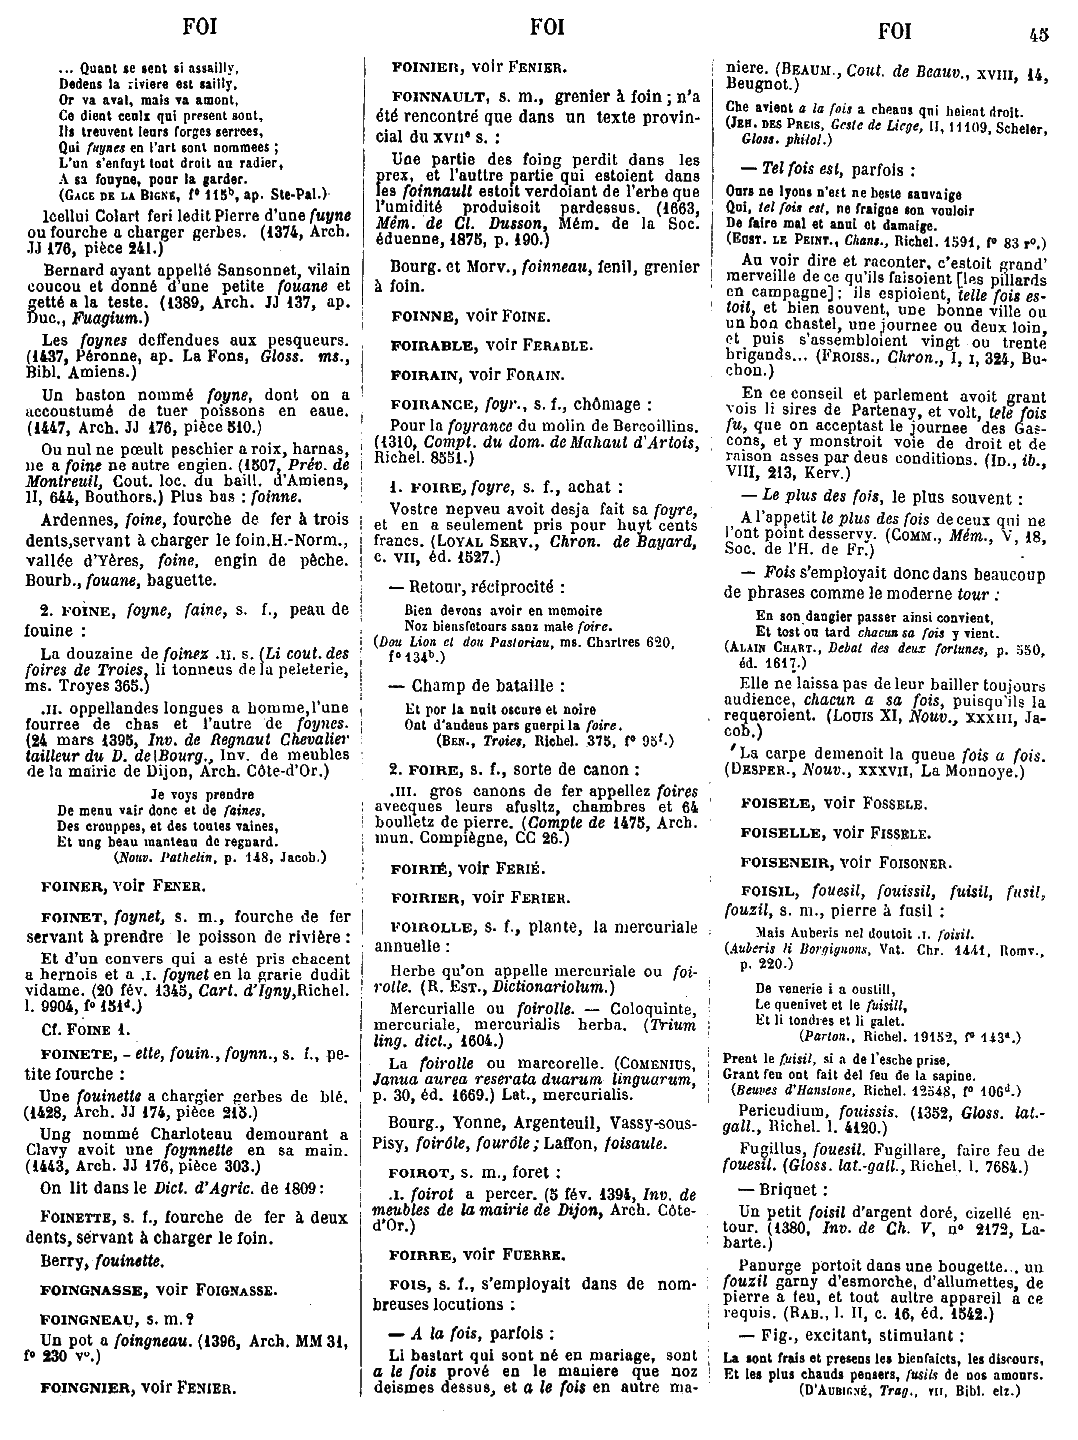 FOI
FOI
FOI
45
... Quant se sent si assailly,
Dedens la riviere est sailly,
Or va aval, mais va amont,
Ce dient ceulx qui present sont,
Ils treuvent leurs forges serrees,
Qui fuynes en l'art sont nommees ;
L'un s'enfuyt tout droit au radier,
A sa fouyne, pour la garder.
(GACE DE LA BIGNE, f° 115b, ap. Ste-Pal.)
Icellui Colart feri ledit Pierre d'une fuyne
ou fourche a charger gerbes. (1374, Arch.
JJ 176, pièce 241.)
Bernard ayant appellé Sansonnet, vilain
coucou et donné d'une petite fouane et
getté a la teste. (1389, Arch. JJ 137, ap.
Duc., Fuagium.)
Les foynes deffendues aux pesqueurs.
(1437, Péronne, ap. La Fons, Gloss. ms.,
Bibl. Amiens.)
Un baston nommé foyne, dont on a
accoustumé de tuer poissons en eaue.
(1447, Arch. JJ 176, pièce 510.)
Ou nul ne pœult peschier a roix, harnas,
ne a foine ne autre engien. (1507, Prév. de
Montreuil, Cout. loc. du baill. d'Amiens,
II, 644, Bouthors.) Plus bas : foinne.
Ardennes, foine, fourche de fer à trois
dents, servant à charger le foin. H.-Norm.,
vallée d'Yères, foine, engin de pêche.
Bourb., fouane, baguette.
2. FOINE, foyne, faine, s. f., peau de
fouine :
La douzaine de foinez .II. s. (Li cout. des
foires de Troies, li tonneus de la peleterie,
ms. Troyes 365.)
.II. oppellandes longues a homme, l'une
fourree de chas et l'autre de foynes.
(24 mars 1395, Inv. de Regnaut Chevalier
tailleur du D. de Bourg., Inv. de meubles
de la mairie de Dijon, Arch. Côte-d'Or.)
Je voys prendre
De menu vair donc et de faines,
Des crouppes, et des toutes vaines,
Et ung beau manteau de regnard.
(Nouv. Pathelin, p. 148, Jacob.)
FOINER, voir FENER.
FOINET, foynet, s. m., fourche de fer
servant à prendre le poisson de rivière :
Et d'un convers qui a esté pris chacent
a hernois et a .I. foynet en la grarie dudit
vidame. (20 fév. 1345, Cart. d'Igny, Richel.
l. 9904, f° 151d.)
Cf. FOINE 1.
FOINETE, - ette, fouin., foynn., s. f., pe-
tite fourche :
Une fouinette a chargier gerbes de blé.
(1428, Arch. JJ 174, pièce 215.)
Ung nommé Charloteau demourant a
Clavy avoit une foynnette en sa main.
(1443, Arch. JJ 176, pièce 303.)
On lit dans le Dict. d'Agric. de 1809 :
FOINETTE, s. f., fourche de fer à deux
dents, servant à charger le foin.
Berry, fouinette.
FOINGNASSE, voir FOIGNASSE.
FOINGNEAU, s. m. ?
Un pot a foingneau. (1396, Arch. MM 31,
f° 230 v°.)
FOINGNIER, voir FENIER.
FOINIER, voir FENIER.
FOINNAULT, s. m., grenier à foin ; n'a
été rencontré que dans un texte provin-
cial du XVIIe s. :
Une partie des foing perdit dans les
prex, et l'auttre partie qui estoient dans
les foinnault estoit verdoiant de l'erbe que
l'umidité produisoit pardessus. (1663,
Mém. de Cl. Dusson, Mém. de la Soc.
éduenne, 1875, p. 190.)
Bourg. et Morv., foinneau, fenil, grenier
à foin.
FOINNE, voir FOINE.
FOIRABLE, voir FERABLE.
FOIRAIN, voir FORAIN.
FOIRANCE, foyr., s. f., chômage :
Pour la foyrance du molin de Bercoillins.
(1310, Compt. du dom. de Mahaut d'Artois,
Richel. 8551.)
1. FOIRE, foyre, s. f., achat :
Vostre nepveu avoit desja fait sa foyre,
et en a seulement pris pour huyt cents
francs. (LOYAL SERV., Chron. de Bayard,
c. VII, éd. 1527.)
— Retour, réciprocité :
Bien devons avoir en memoire
Noz biensfetours sanz male foire.
(Dou Lion et dou Pastoriau, ms. Chartres 620,
f° 134b.)
— Champ de bataille :
Et por la nuit oscure et noire
Ont d'andeus pars guerpi la foire.
(BEN., Troies, Richel. 375, f° 95f.)
2. FOIRE, s. f., sorte de canon :
.III. gros canons de fer appellez foires
avecques leurs afustz, chambres et 64
boulletz de pierre. (Compte de 1475, Arch.
mun. Compiègne, CC 26.)
FOIRIÉ, voir FERIÉ.
FOIRIER, voir FERIER.
FOIROLLE, s. f., plante, la mercuriale
annuelle :
Herbe qu'on appelle mercuriale ou foi-
rolle. (R. EST., Dictionariolum.)
Mercurialle ou foirolle. — Coloquinte,
mercuriale, mercurialis herba. (Trium
ling. dict., 1604.)
La foirolle ou marcorelle. (COMENIUS,
Janua aurea reserata duarum linguarum,
p. 30, éd. 1669.) Lat., mercurialis.
Bourg., Yonne, Argenteuil, Vassy-sous-
Pisy, foirôle, fourôle ; Laffon, foisaule.
FOIROT, s. m., foret :
.I. foirot a percer. (5 fév. 1394, Inv. de
meubles de la mairie de Dijon, Arch. Côte-
d'Or.)
FOIRRE, voir FUERRE.
FOIS, s. f., s'employait dans de nom-
breuses locutions :
— A la fois, parfois :
Li bastart qui sont né en mariage, sont
a le fois prové en le maniere que noz
deismes dessus, et a le fois en autre ma-
niere. (BEAUM., Cout. de Beauv., XVIII, 14,
Beugnot.)
Che avient a la fois a cheaus qui heient droit.
(JEH. DES PREIS, Geste de Liege, II, 11109, Scheler,
Gloss. philol.)
— Tel fois est, parfois :
Ours ne lyons n'est ne beste sauvaige
Qui, tel fois est, ne fraigne son vouloir
De faire mal et anui et damaige.
(EUST. LE PEINT., Chans., Richel. 1591, f° 83 r°.)
Au voir dire et raconter, c'estoit grand'
merveille de ce qu'ils faisoient [les pillards
en campagne] : ils espioient, telle fois es-
toit, et bien souvent, une bonne ville ou
un bon chastel, une journee ou deux loin,
et puis s'assembloient vingt ou trente
brigands... (FROISS., Chron., I, I, 324, Bu-
chon.)
En ce conseil et parlement avoit grant
vois li sires de Partenay, et volt, tele fois
fu, que on acceptast le journee des Gas-
cons, et y monstroit voie de droit et de
raison asses par deus conditions. (ID., ib.,
VIII, 213, Kerv.)
— Le plus des fois, le plus souvent :
A l'appetit le plus des fois de ceux qui ne
l'ont point desservy. (COMM., Mém., V, 18,
Soc. de l'H. de Fr.)
— Fois s'employait donc dans beaucoup
de phrases comme le moderne tour :
En son dangier passer ainsi convient,
Et tost ou tard chacun sa fois y vient.
(ALAIN CHART., Debat des deux fortunes, p. 550,
éd. 1617.)
Elle ne laissa pas de leur bailler toujours
audience, chacun a sa fois, puisqu'ils la
requeroient. (LOUIS XI, Nouv., XXXIII, Ja-
cob.)
La carpe demenoit la queue fois a fois.
(DESPER., Nouv., XXXVII, La Monnoye.)
FOISELE, voir FOSSELE.
FOISELLE, voir FISSELE.
FOISENEIR, voir FOISONER.
FOISIL, fouesil, fouissil, fuisil, fusil,
fouzil, s. m., pierre à fusil :
Mais Auberis nel doutoit .I. foisil.
(Auberis li Borgignons, Vat. Chr. 1441, Romv.,
p. 220.)
De venerie i a oustill,
Le quenivet et le fuisill,
Et li tondres et li galet.
(Parton., Richel. 19152, f° 143a.)
Prent le fuisil, si a de l'esche prise,
Grant feu ont fait del feu de la sapine.
(Beuves d'Hanstone, Richel. 12548, f° 106d.)
Pericudium, fouissis. (1352, Gloss. lat.-
gall., Richel. l. 4120.)
Fugillus, fouesil. Fugillare, faire feu de
fouesil. (Gloss. lat.-gall., Richel. l. 7684.)
— Briquet :
Un petit foisil d'argent doré, cizellé en-
tour. (1380, Inv. de Ch. V, n° 2172, La-
barte.)
Panurge portoit dans une bougette... un
fouzil garny d'esmorche, d'allumettes, de
pierre a feu, et tout aultre appareil a ce
requis. (RAB., l. II, c. 16, éd. 1542.)
— Fig., excitant, stimulant :
La sont frais et presens les bienfaicts, les discours,
Et les plus chauds pensers, fusils de nos amours.
(D'AUBIGNÉ, Trag., VII, Bibl. elz.)